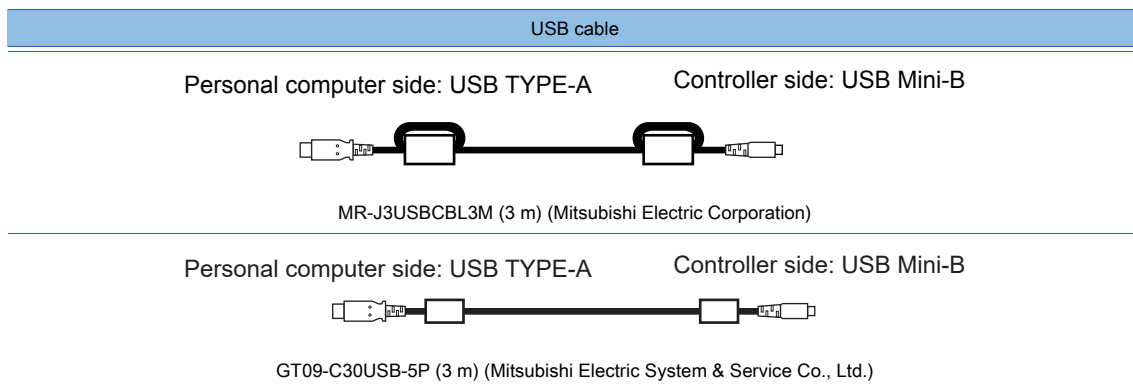 USB cable
Personal computer side: USB TYPE-A Controller side: USB Mini-B
MR-J3USBCBL3M (3 m) (Mitsubishi Electric Corporation)
Personal computer side: USB TYPE-A Controller side: USB Mini-B
GT09-C30USB-5P (3 m) (Mitsubishi Electric System & Service Co., Ltd.)